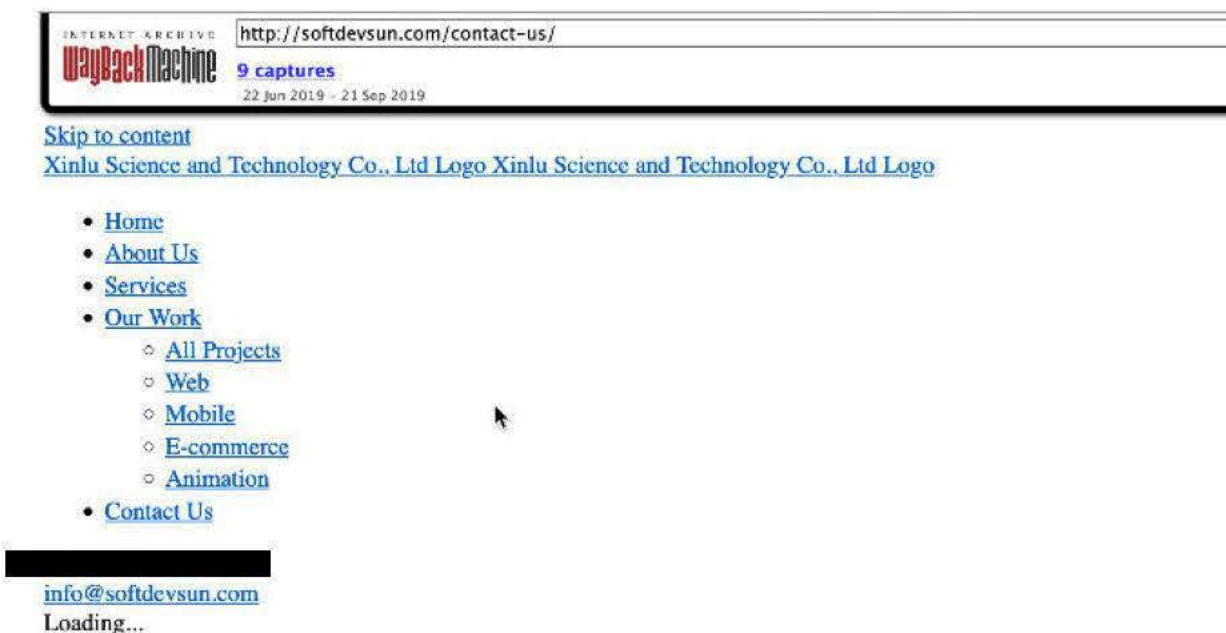 INTERNET ARCHIVE
WayBack Machine
http://softdevsun.com/contact-us/
9 captures
22 Jun 2019 - 21 Sep 2019
Skip to content
Xinlu Science and Technology Co., Ltd Logo Xinlu Science and Technology Co., Ltd Logo
Home
About Us
Services
Our Work
All Projects
Web
Mobile
E-commerce
Animation
Contact Us
info@softdevsun.com
Loading...